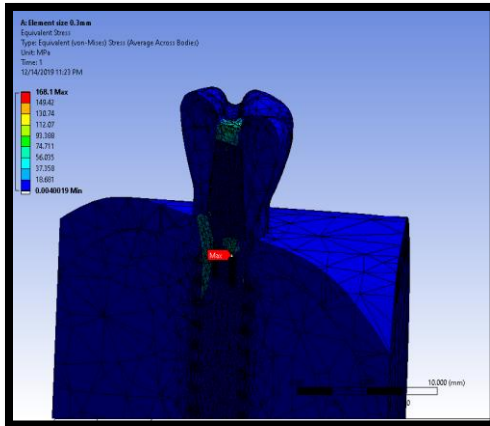 A: Element size 0.3mm
Equivalent Stress
Type: Equivalent (von-Mises) Stress (Average Across Bodies)
Unit: MPa
Time: 1
12/14/2019 11:23 PM
168.1 Max
149.42
130.74
112.07
93.388
74.711
56.035
37.358
18.681
0.0040019 Min
Max
10.000 (mm)